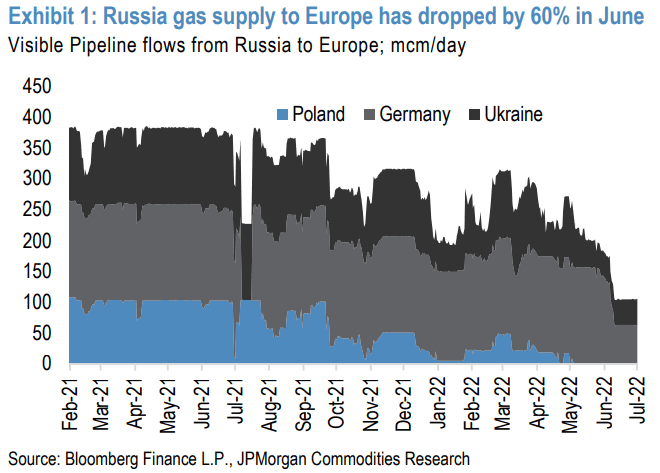 Exhibit 1: Russia gas supply to Europe has dropped by 60% in June
Visible Pipeline flows from Russia to Europe; mcm/day
450
400
350
300
250
200
150
100
50
0
Poland Germany Ukraine
Feb-21 Mar-21 Apr-21 May-21 Jun-21 Jul-21 Aug-21 Sep-21 Oct-21 Nov-21 Dec-21 Jan-22 Feb-22 Mar-22 Apr-22 May-22 Jun-22 Jul-22
Source: Bloomberg Finance L.P., JPMorgan Commodities Research